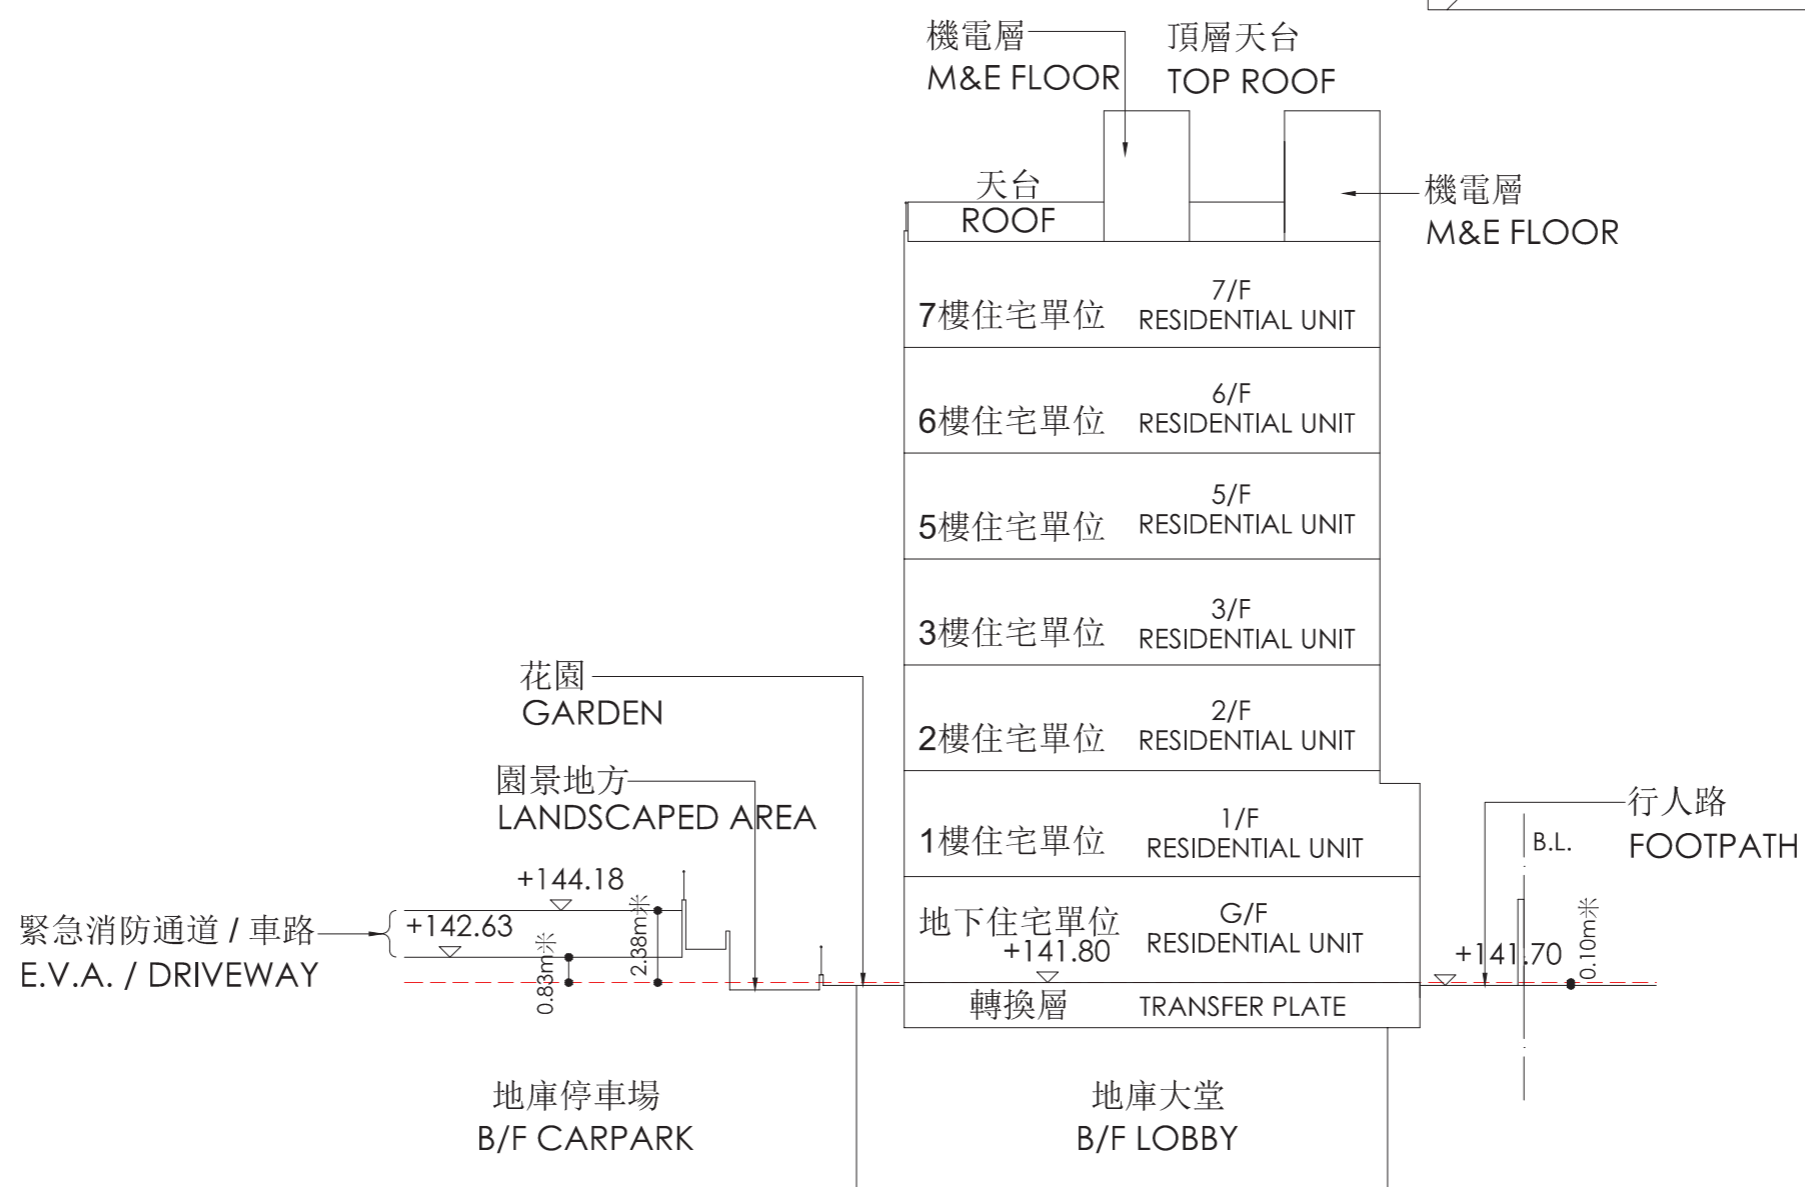 機電層
M&E FLOOR
頂層天台
TOP ROOF
天台
ROOF
機電層
M&E FLOOR
7樓住宅單位
7/F
RESIDENTIAL UNIT
6樓住宅單位
6/F
RESIDENTIAL UNIT
5樓住宅單位
5/F
RESIDENTIAL UNIT
3樓住宅單位
3/F
RESIDENTIAL UNIT
花園
GARDEN
2樓住宅單位
2/F
RESIDENTIAL UNIT
園景地方
LANDSCAPED AREA
1樓住宅單位
1/F
RESIDENTIAL UNIT
B.L.
行人路
FOOTPATH
+144.18
+142.63
緊急消防通道 / 車路
E.V.A. / DRIVEWAY
0.83m米
2.38m米
地下住宅單位
+141.80
G/F
RESIDENTIAL UNIT
+141.70
0.10m米
轉換層
TRANSFER PLATE
地庫停車場
B/F CARPARK
地庫大堂
B/F LOBBY